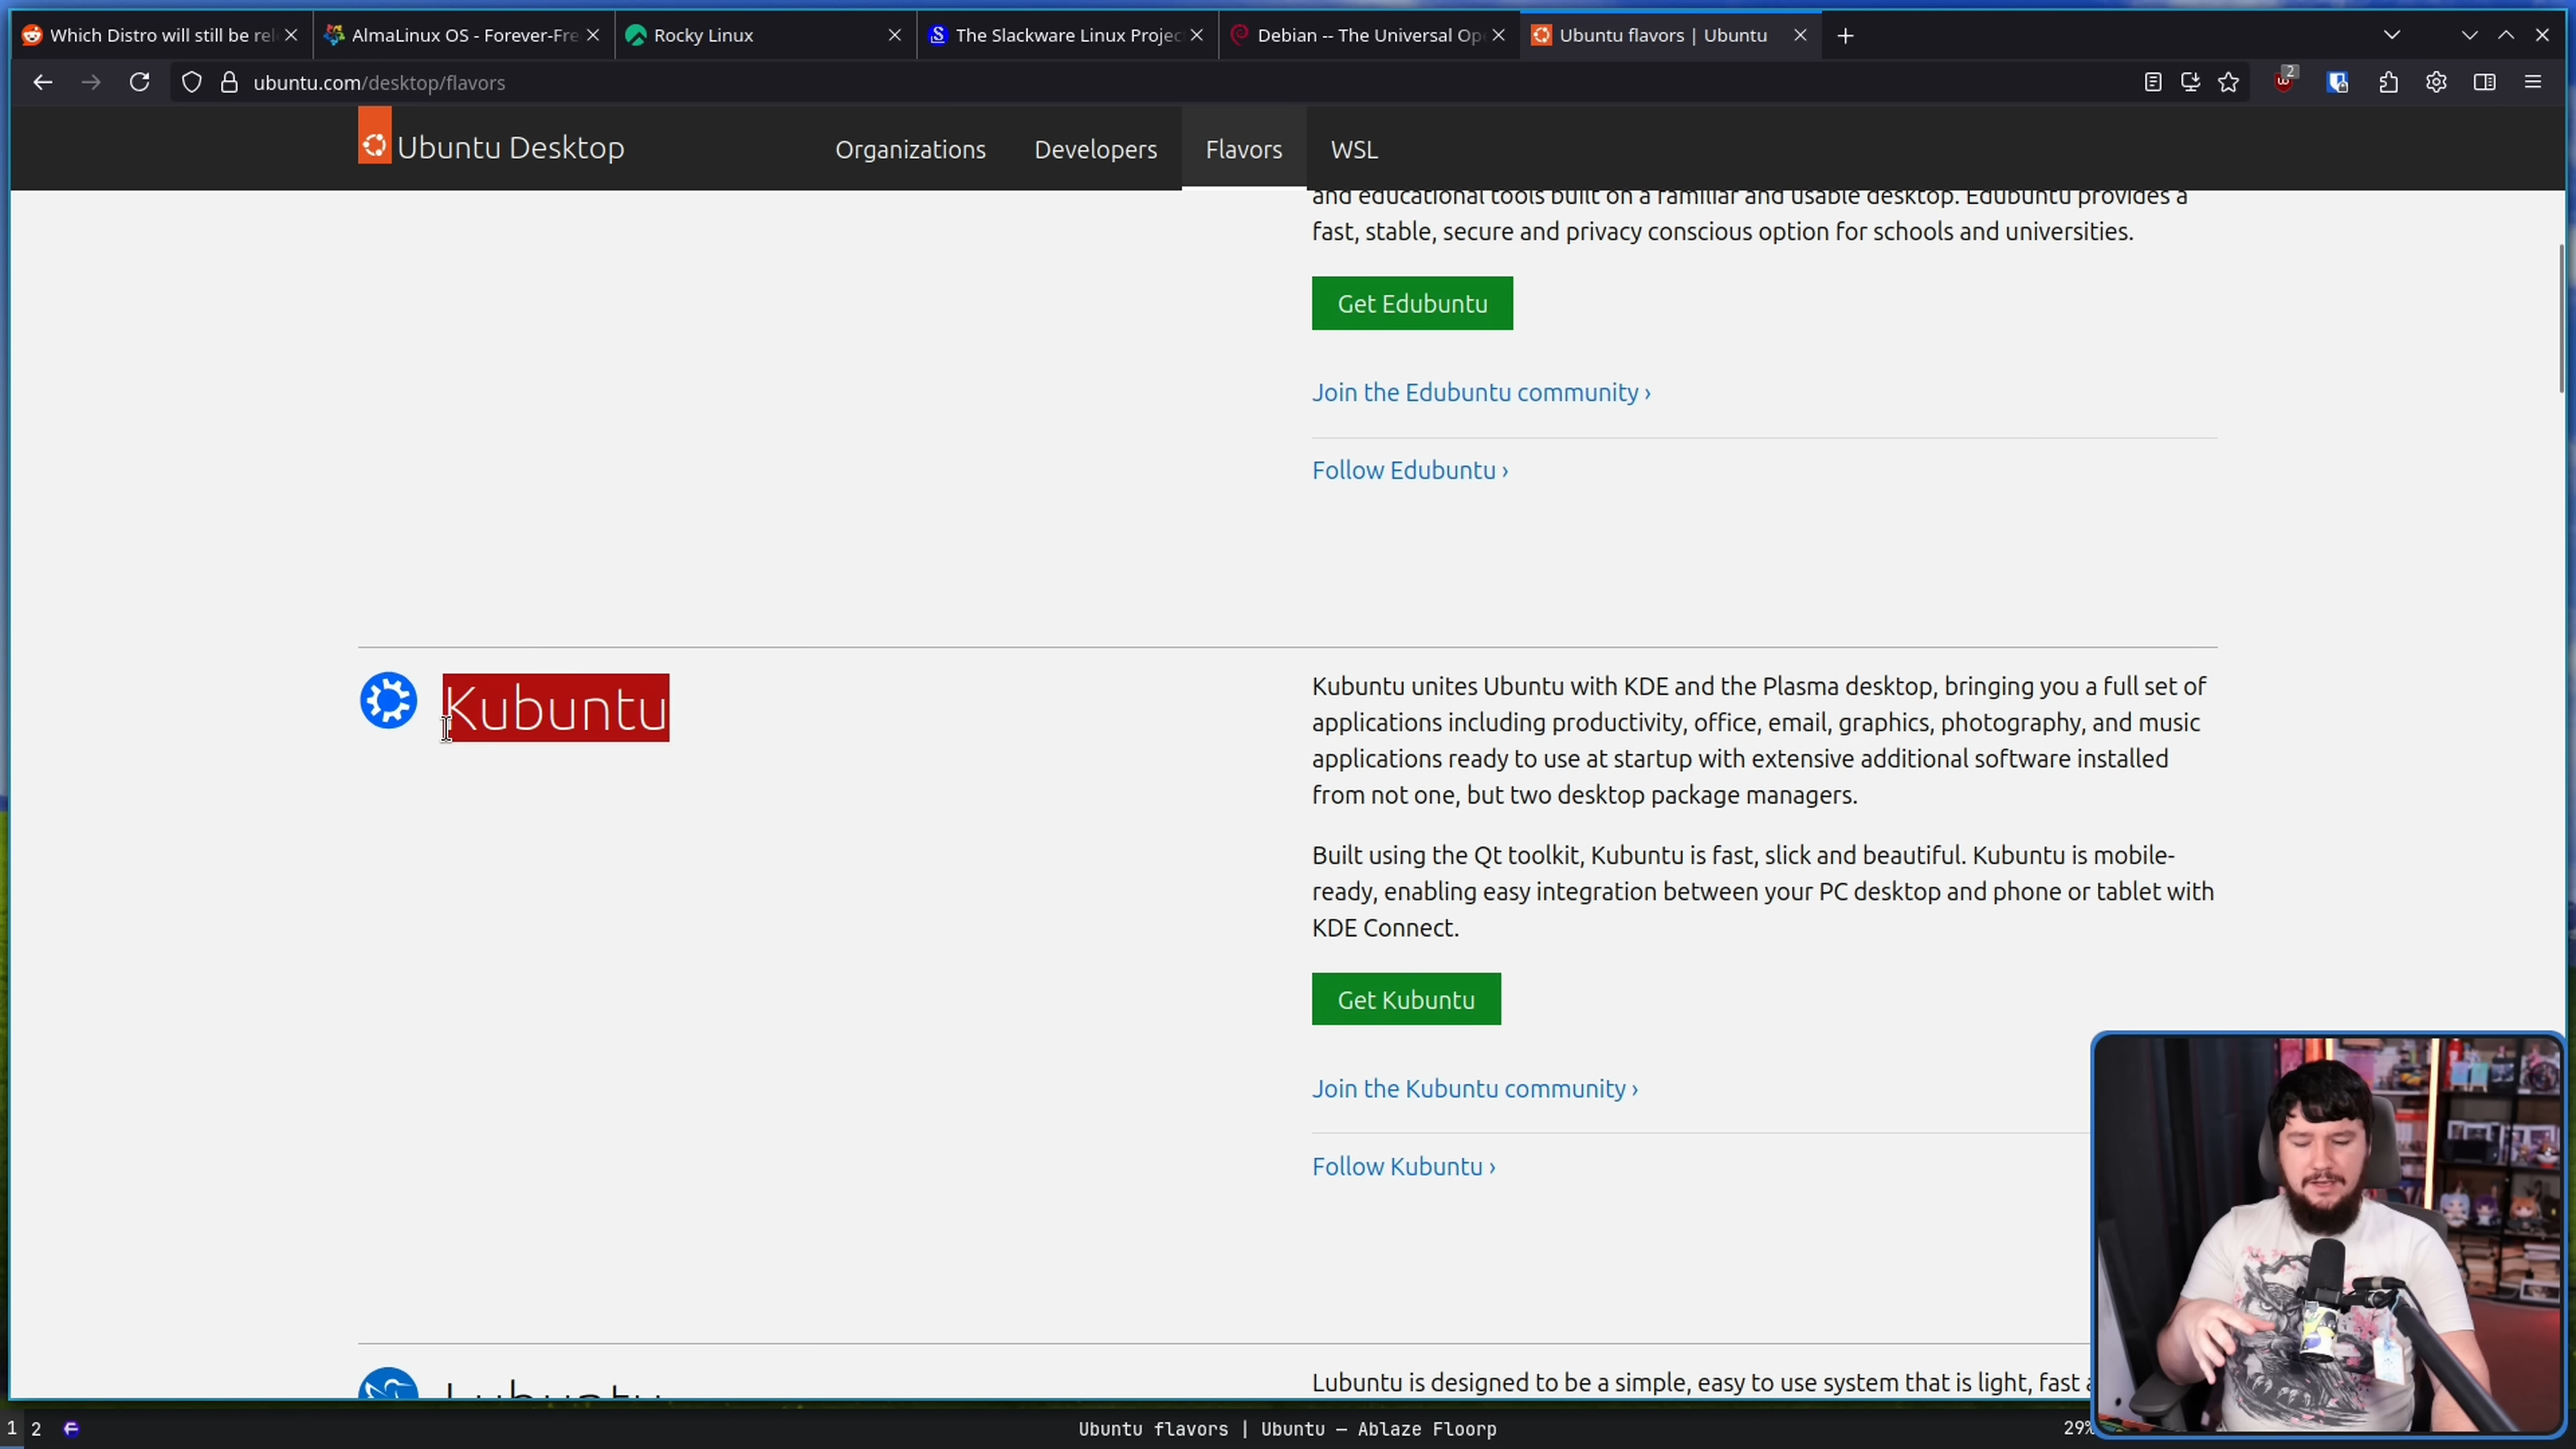 Which Distro will still be rel
AlmaLinux OS - Forever-Fre
Rocky Linux
The Slackware Linux Projec
Debian -- The Universal Op
Ubuntu flavors | Ubuntu
ubuntu.com/desktop/flavors
2
Ubuntu Desktop
Organizations
Developers
Flavors
WSL
and educational tools built on a familiar and usable desktop. Edubuntu provides a
fast, stable, secure and privacy conscious option for schools and universities.
Get Edubuntu
Join the Edubuntu community ›
Follow Edubuntu ›
Kubuntu
Kubuntu unites Ubuntu with KDE and the Plasma desktop, bringing you a full set of
applications including productivity, office, email, graphics, photography, and music
applications ready to use at startup with extensive additional software installed
from not one, but two desktop package managers.
Built using the Qt toolkit, Kubuntu is fast, slick and beautiful. Kubuntu is mobile-
ready, enabling easy integration between your PC desktop and phone or tablet with
KDE Connect.
Get Kubuntu
Join the Kubuntu community ›
Follow Kubuntu ›
Lubuntu
Lubuntu is designed to be a simple, easy to use system that is light, fast
1 2
Ubuntu flavors | Ubuntu — Ablaze Floorp
29%